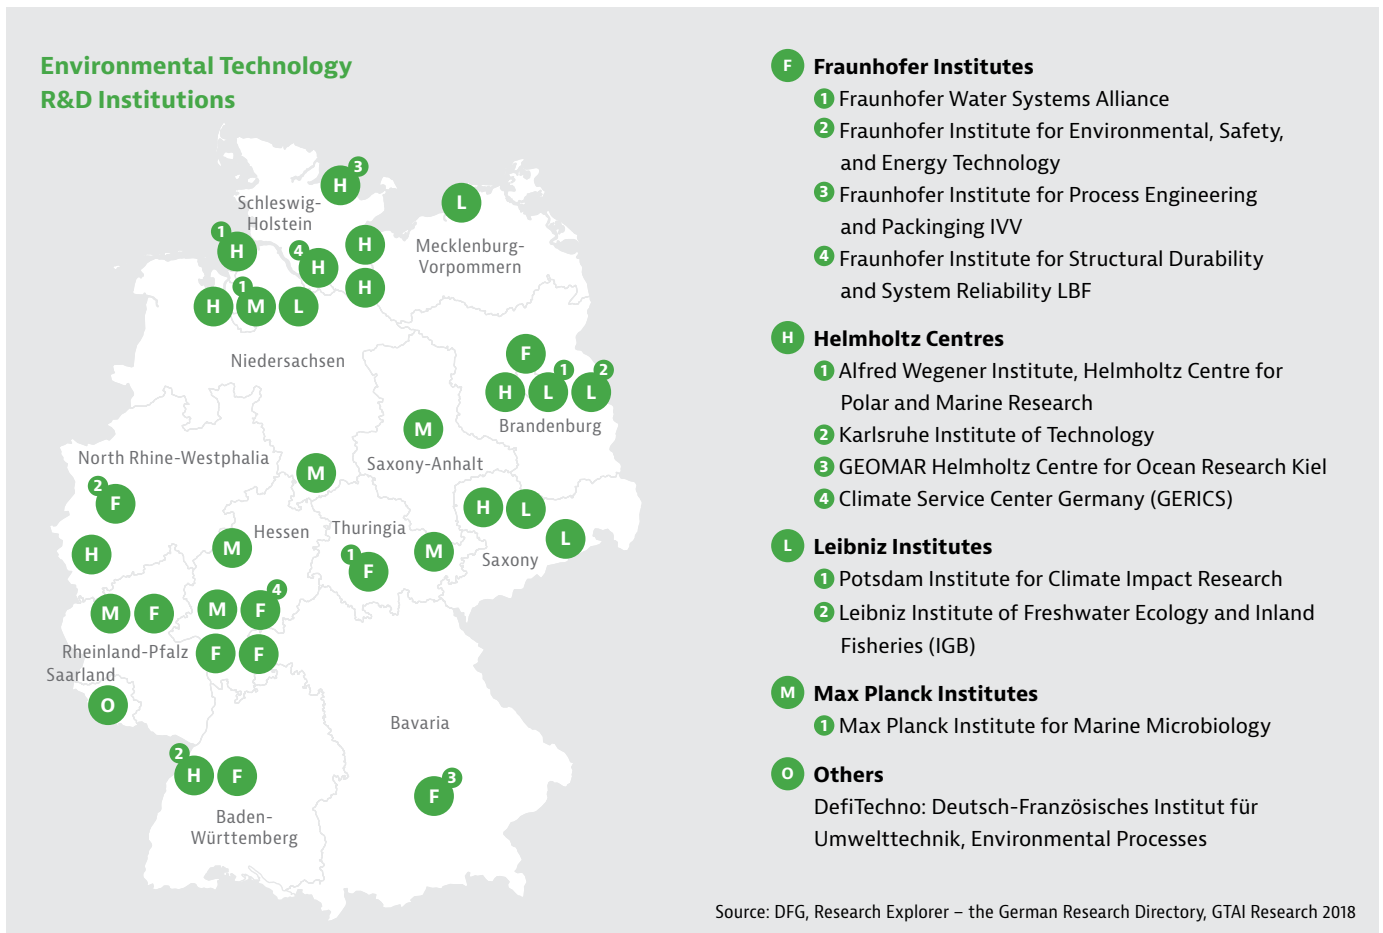 Environmental Technology
R&D Institutions
H 3
Schleswig-
Holstein
L
Mecklenburg-
Vorpommern
1 H
4 H
H
H
H
1 M
L
Niedersachsen
F
H
L 1
L 2
Brandenburg
M
Saxony-Anhalt
North Rhine-Westphalia
M
2 F
H
L
Hessen
Thuringia
L
Saxony
H
M
1 F
M
M
F
M
F 4
Rheinland-Pfalz
F
F
Saarland
O
Bavaria
2 H
F
F 3
Baden-
Württemberg
F Fraunhofer Institutes
1 Fraunhofer Water Systems Alliance
2 Fraunhofer Institute for Environmental, Safety,
and Energy Technology
3 Fraunhofer Institute for Process Engineering
and Packinging IVV
4 Fraunhofer Institute for Structural Durability
and System Reliability LBF
H Helmholtz Centres
1 Alfred Wegener Institute, Helmholtz Centre for
Polar and Marine Research
2 Karlsruhe Institute of Technology
3 GEOMAR Helmholtz Centre for Ocean Research Kiel
4 Climate Service Center Germany (GERICS)
L Leibniz Institutes
1 Potsdam Institute for Climate Impact Research
2 Leibniz Institute of Freshwater Ecology and Inland
Fisheries (IGB)
M Max Planck Institutes
1 Max Planck Institute for Marine Microbiology
O Others
DefiTechno: Deutsch-Französisches Institut für
Umwelttechnik, Environmental Processes
Source: DFG, Research Explorer – the German Research Directory, GTAI Research 2018